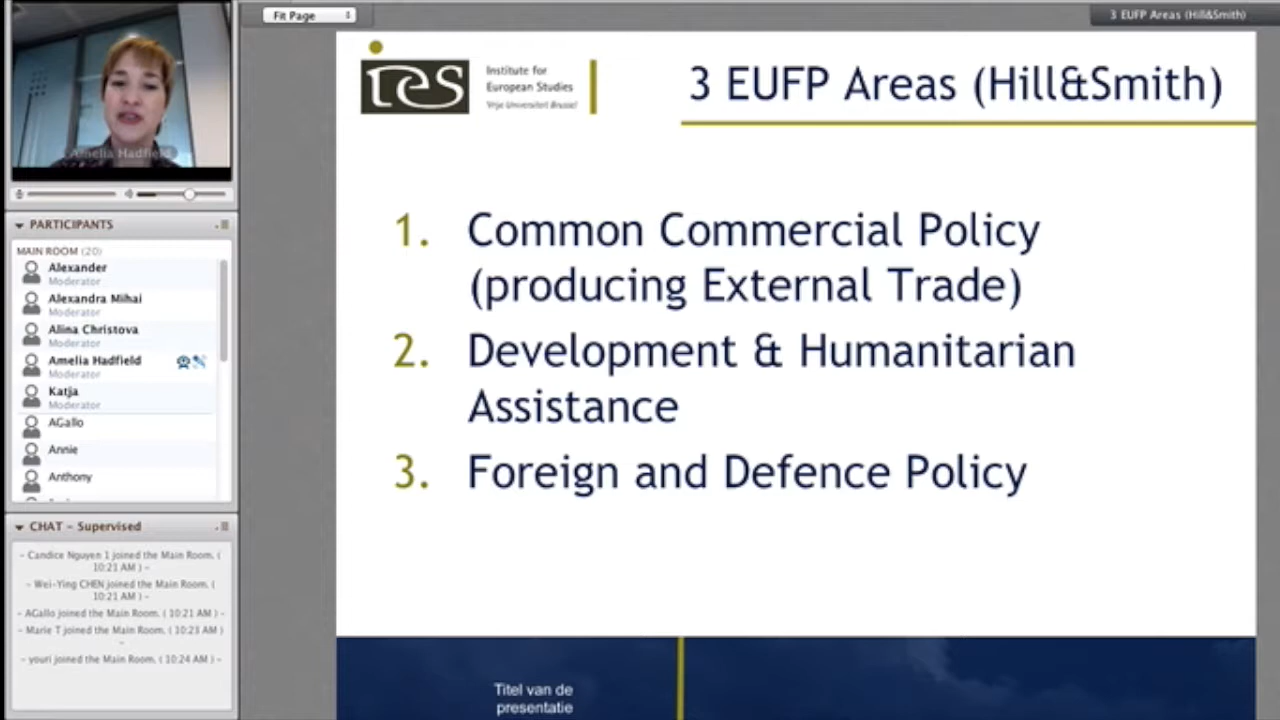 Fit Page
3 EUFP Areas (Hill&Smith)
Amelia Hadfield
PARTICIPANTS
MAIN ROOM (20)
Alexander
Moderator
Alexandra Mihai
Moderator
Alina Christova
Moderator
Amelia Hadfield
Moderator
Katja
Moderator
AGallo
Annie
Anthony
CHAT - Supervised
- Candice Nguyen 1 joined the Main Room. (
10:21 AM ) -
- Wei-Ying CHEN joined the Main Room. (
10:21 AM ) -
- AGallo joined the Main Room. ( 10:21 AM ) -
- Marie T joined the Main Room. ( 10:23 AM )
-
- youri joined the Main Room. ( 10:24 AM ) -
ies
Institute for
European Studies
Vrije Universiteit Brussel
3 EUFP Areas (Hill&Smith)
1. Common Commercial Policy
(producing External Trade)
2. Development & Humanitarian
Assistance
3. Foreign and Defence Policy
Titel van de
presentatie